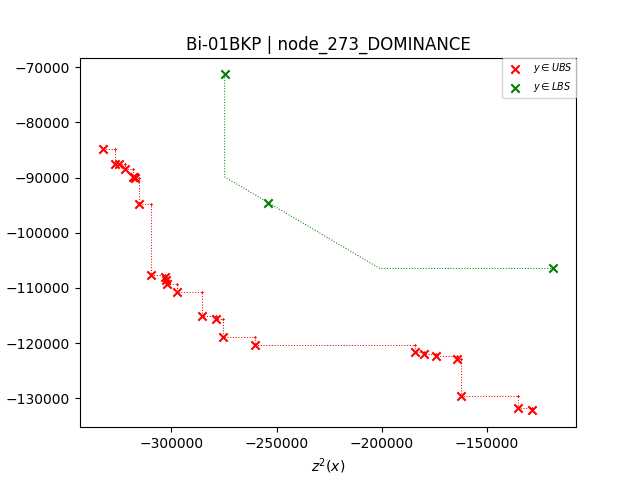 Bi-01BKP | node_273_DOMINANCE
y ∈ UBS
y ∈ LBS
−70000
−80000
−90000
−100000
−110000
−120000
−130000
−300000 −250000 −200000 −150000
z²(x)